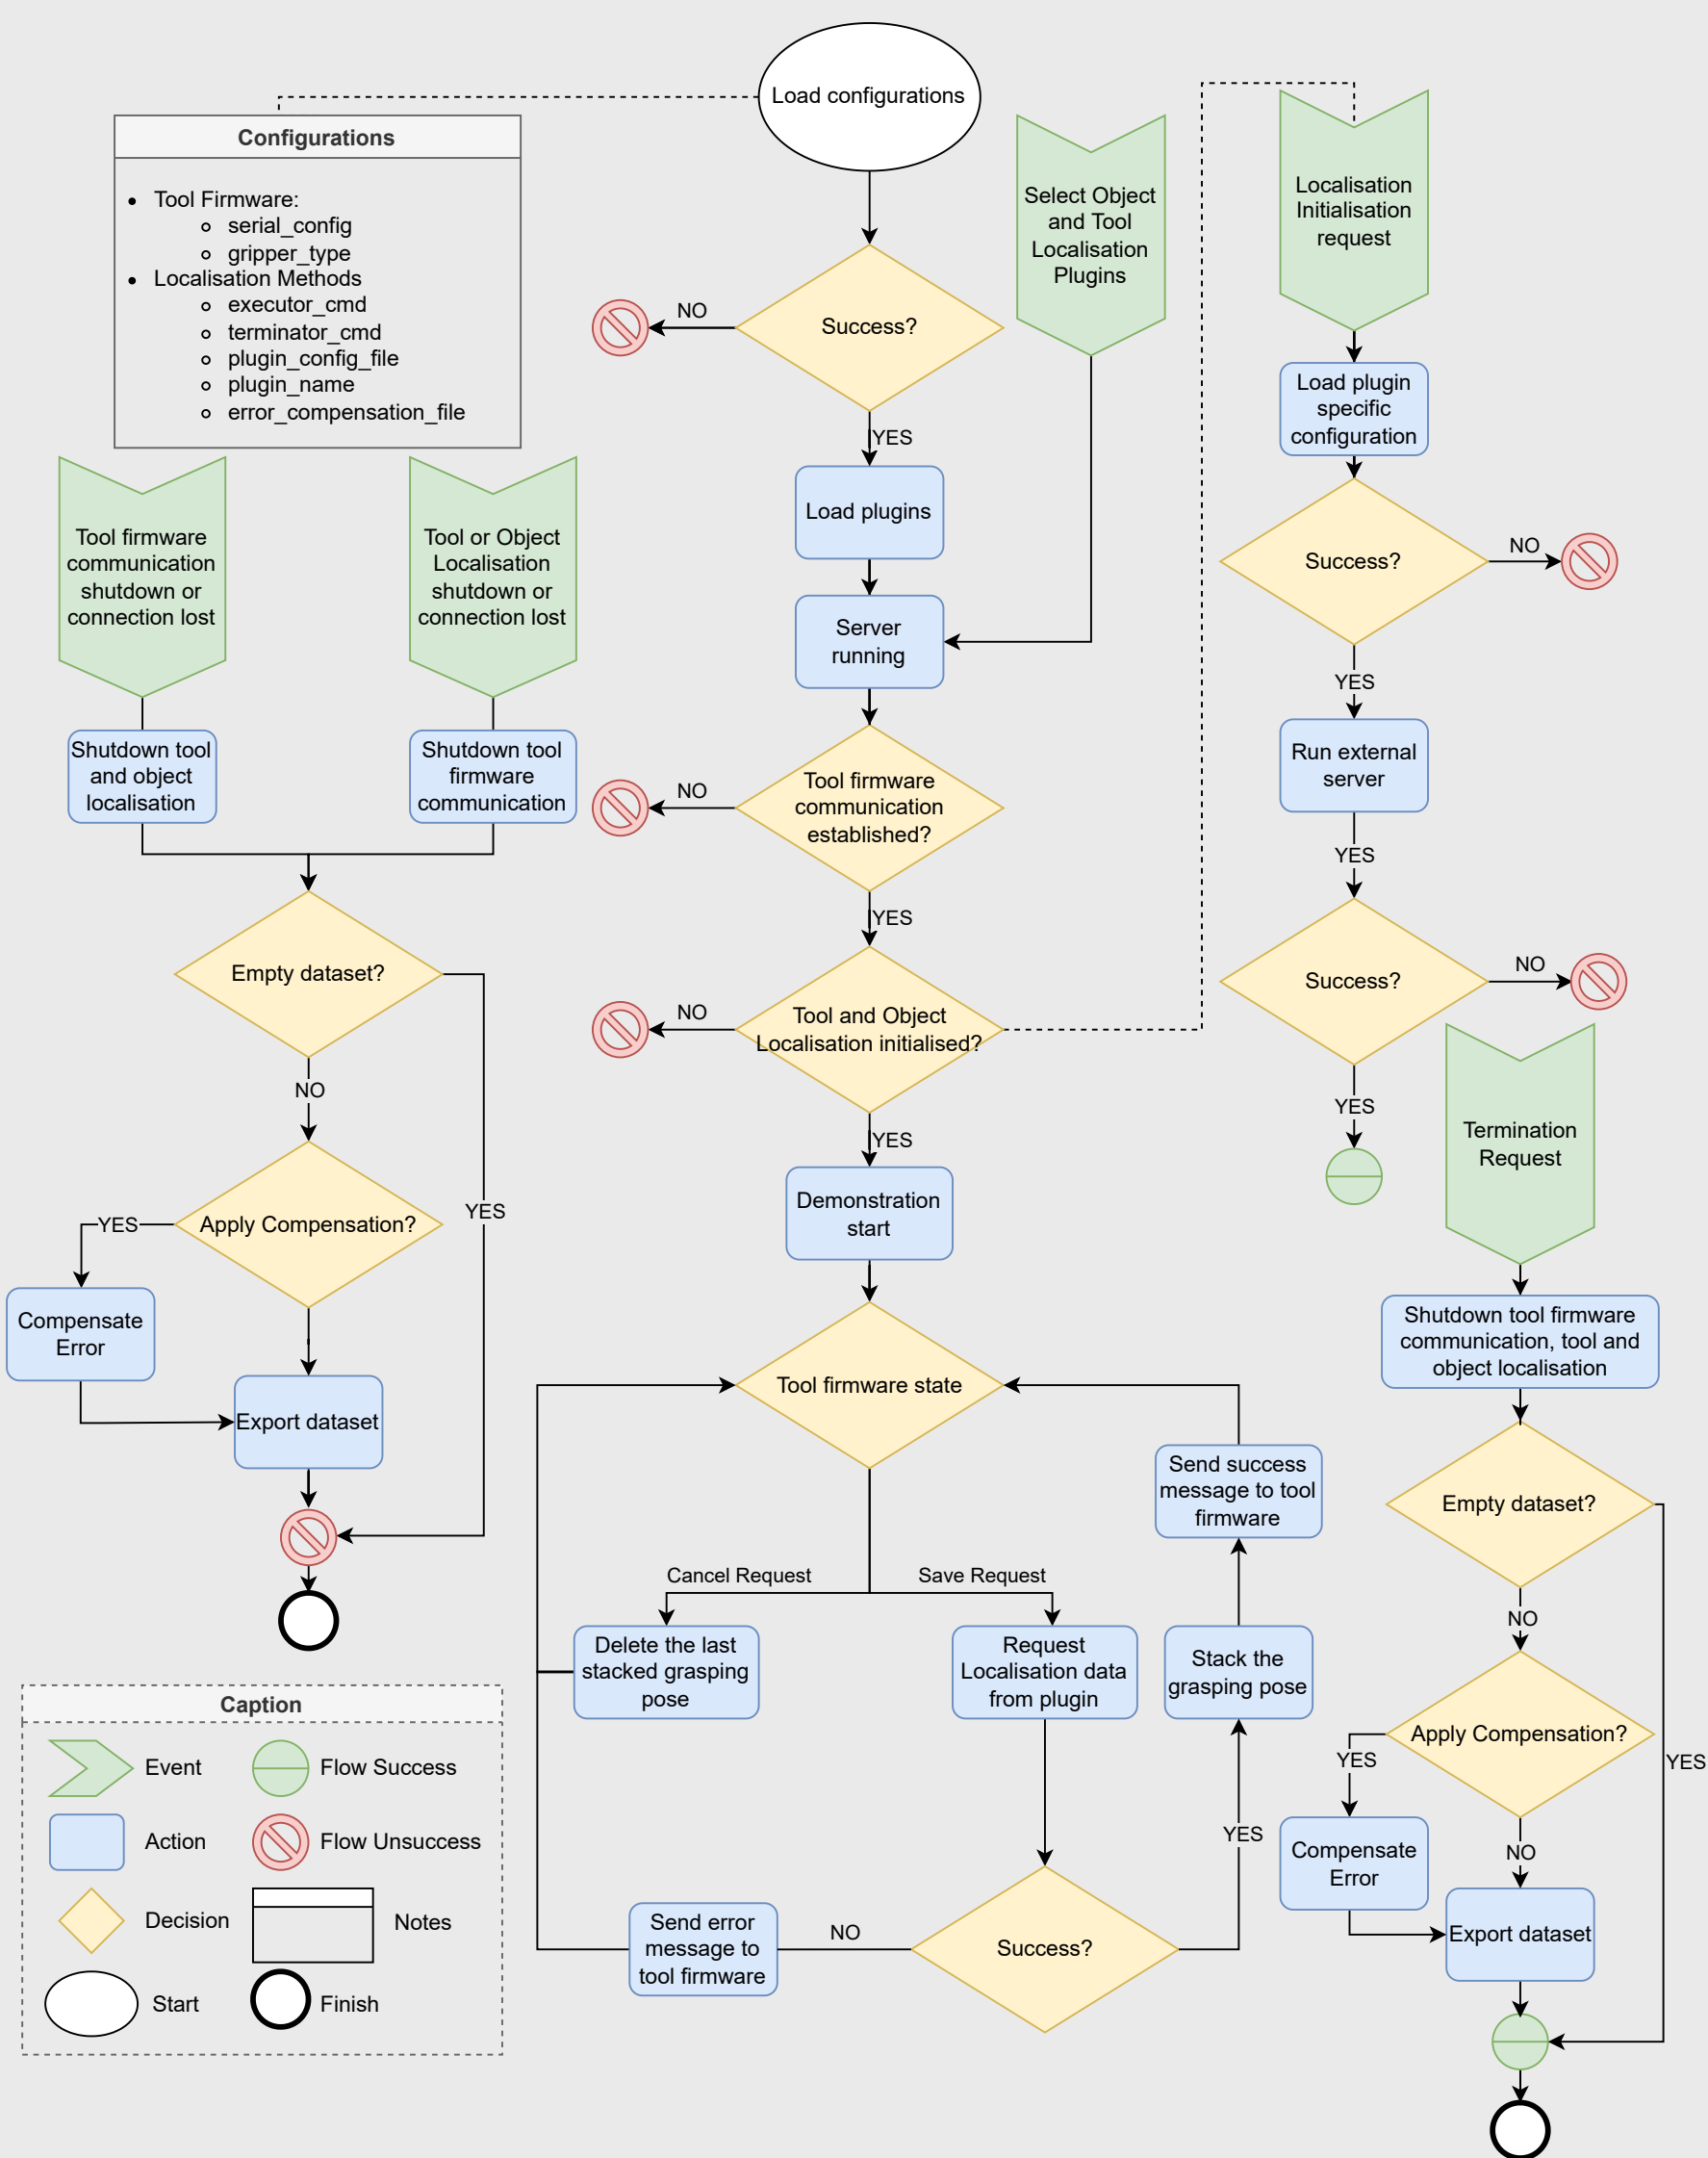 Load configurations
Configurations
Tool Firmware:
serial_config
gripper_type
Localisation Methods
executor_cmd
terminator_cmd
plugin_config_file
plugin_name
error_compensation_file
Select Object
and Tool
Localisation
Plugins
Localisation
Initialisation
request
Success?
NO
YES
Load plugins
Server
running
Tool firmware
communication
established?
NO
YES
Tool and Object
Localisation initialised?
NO
YES
Demonstration
start
Tool firmware state
Cancel Request
Save Request
Delete the last
stacked grasping
pose
Request
Localisation data
from plugin
Success?
NO
Send error
message to
tool firmware
YES
Stack the
grasping pose
Send success
message to tool
firmware
Load plugin
specific
configuration
Success?
NO
YES
Run external
server
YES
Success?
NO
YES
Termination
Request
Shutdown tool firmware
communication, tool and
object localisation
Empty dataset?
NO
YES
Apply Compensation?
YES
NO
Compensate
Error
Export dataset
Tool firmware
communication
shutdown or
connection lost
Tool or Object
Localisation
shutdown or
connection lost
Shutdown tool
and object
localisation
Shutdown tool
firmware
communication
Empty dataset?
NO
YES
Apply Compensation?
YES
Compensate
Error
Export dataset
Caption
Event
Flow Success
Action
Flow Unsuccess
Decision
Notes
Start
Finish